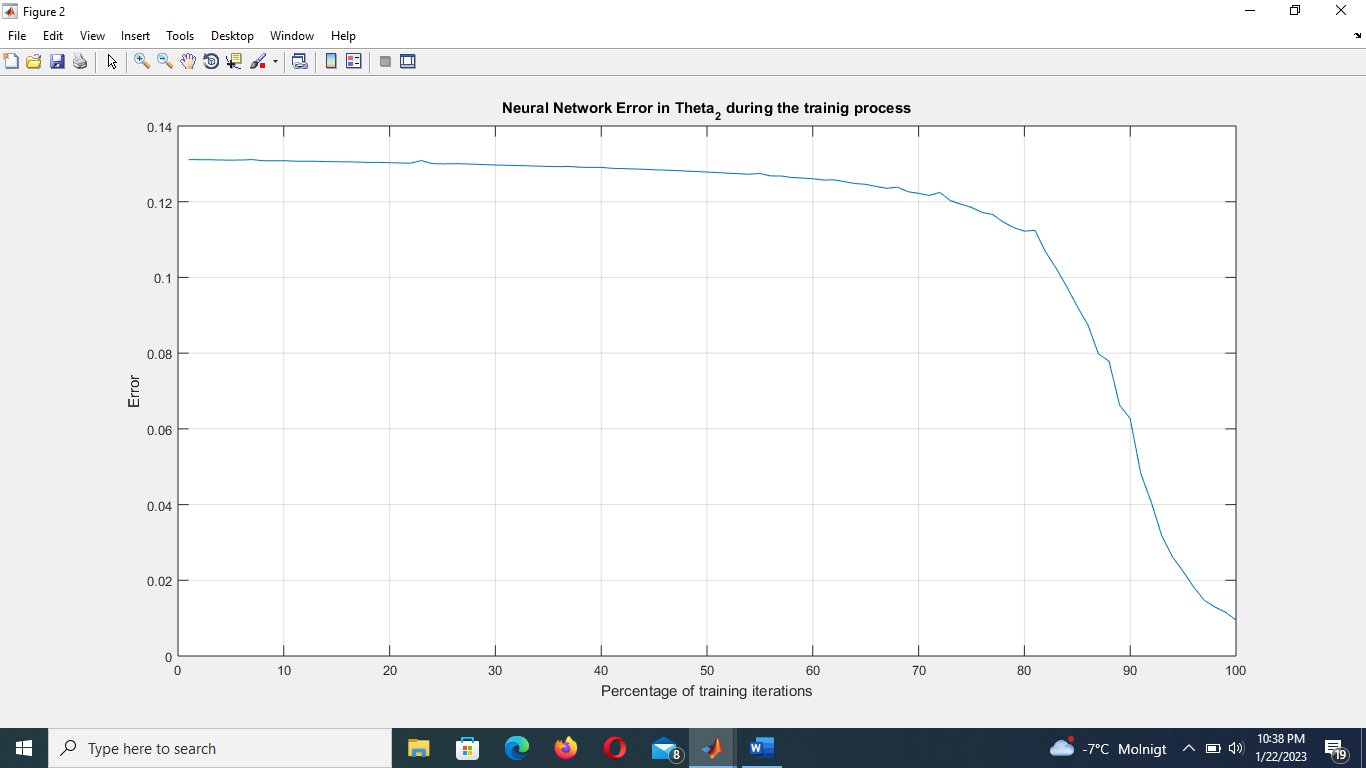 Figure 2
File Edit View Insert Tools Desktop Window Help
Neural Network Error in Theta2 during the trainig process
0.14
0.12
0.1
0.08
0.06
0.04
0.02
0
Error
0 10 20 30 40 50 60 70 80 90 100
Percentage of training iterations
Type here to search
8
W
-7°C Molnigt
10:38 PM
1/22/2023
19